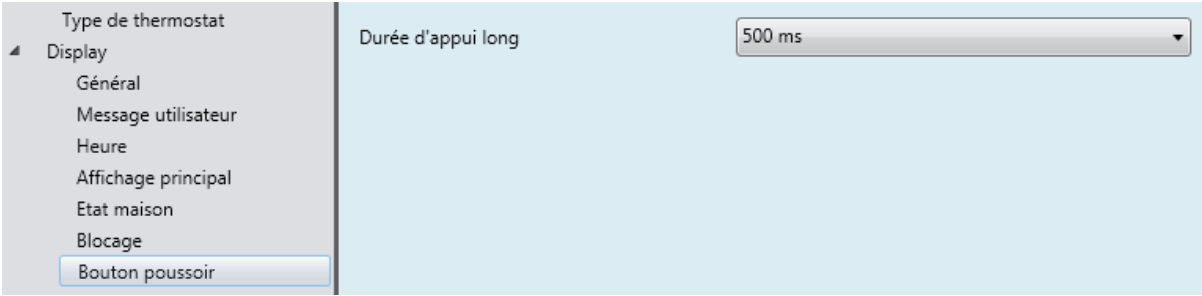 Type de thermostat
Display
Général
Message utilisateur
Heure
Affichage principal
Etat maison
Blocage
Bouton poussoir
Durée d'appui long
500 ms